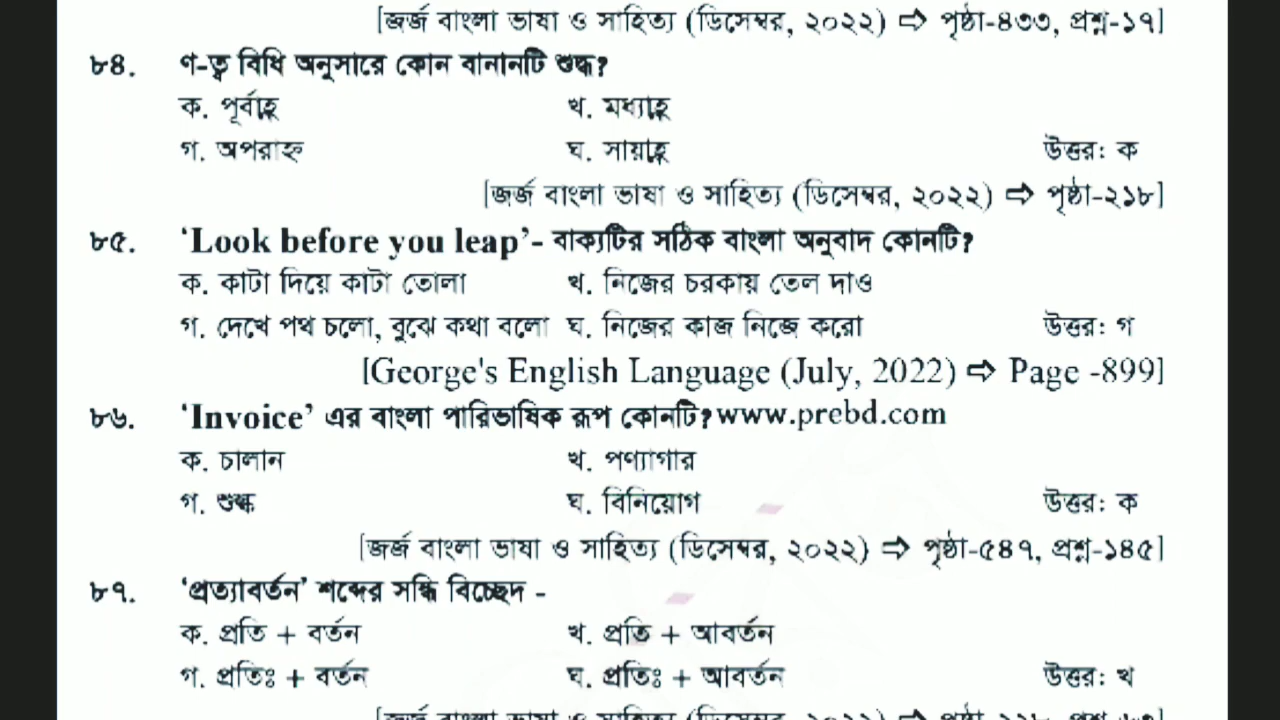 [জর্জ বাংলা ভাষা ও সাহিত্য (ডিসেম্বর, ২০২২) ⇨ পৃষ্ঠা-৪৩৩, প্রশ্ন-১৭]
৮৪. ণ-ত্ব বিধি অনুসারে কোন বানানটি শুদ্ধ?
ক. পূর্বাহ্ণ খ. মধ্যাহ্ণ
গ. অপরাহ্ন ঘ. সায়াহ্ণ উত্তর: ক
[জর্জ বাংলা ভাষা ও সাহিত্য (ডিসেম্বর, ২০২২) ⇨ পৃষ্ঠা-২১৮]
৮৫. ‘Look before you leap’- বাক্যটির সঠিক বাংলা অনুবাদ কোনটি?
ক. কাটা দিয়ে কাটা তোলা খ. নিজের চরকায় তেল দাও
গ. দেখে পথ চলো, বুঝে কথা বলো ঘ. নিজের কাজ নিজে করো উত্তর: গ
[George's English Language (July, 2022) ⇨ Page -899]
৮৬. ‘Invoice’ এর বাংলা পারিভাষিক রূপ কোনটি? www.prebd.com
ক. চালান খ. পণ্যাগার
গ. শুল্ক ঘ. বিনিয়োগ উত্তর: ক
[জর্জ বাংলা ভাষা ও সাহিত্য (ডিসেম্বর, ২০২২) ⇨ পৃষ্ঠা-৫৪৭, প্রশ্ন-১৪৫]
৮৭. ‘প্রত্যাবর্তন’ শব্দের সন্ধি বিচ্ছেদ -
ক. প্রতি + বর্তন খ. প্রতি + আবর্তন
গ. প্রতিঃ + বর্তন ঘ. প্রতিঃ + আবর্তন উত্তর: খ
[জর্জ বাংলা ভাষা ও সাহিত্য (ডিসেম্বর, ২০২২) ⇨